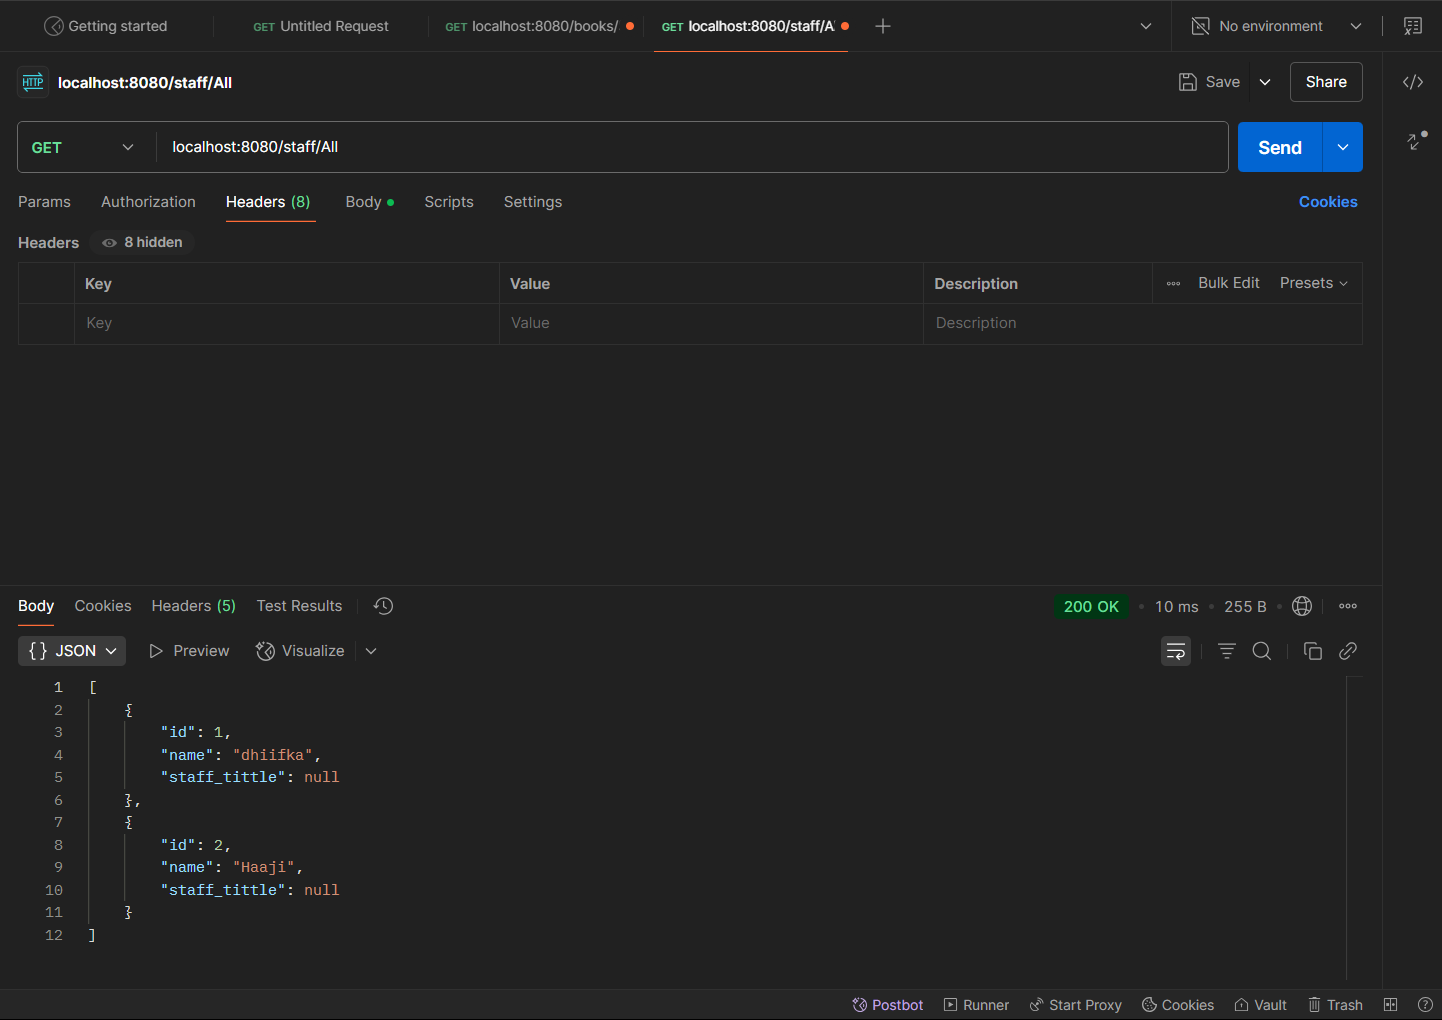 Getting started
GET Untitled Request
GET localhost:8080/books/
GET localhost:8080/staff/A
No environment
HTTP localhost:8080/staff/All
Save
Share
GET localhost:8080/staff/All
Send
Params Authorization Headers (8) Body Scripts Settings Cookies
Headers 8 hidden
Key Value Description Bulk Edit Presets
Key Value Description
Body Cookies Headers (5) Test Results 200 OK 10 ms 255 B
{} JSON Preview Visualize
1 [
2 {
3 "id": 1,
4 "name": "dhiifka",
5 "staff_tittle": null
6 },
7 {
8 "id": 2,
9 "name": "Haaji",
10 "staff_tittle": null
11 }
12 ]
Postbot Runner Start Proxy Cookies Vault Trash